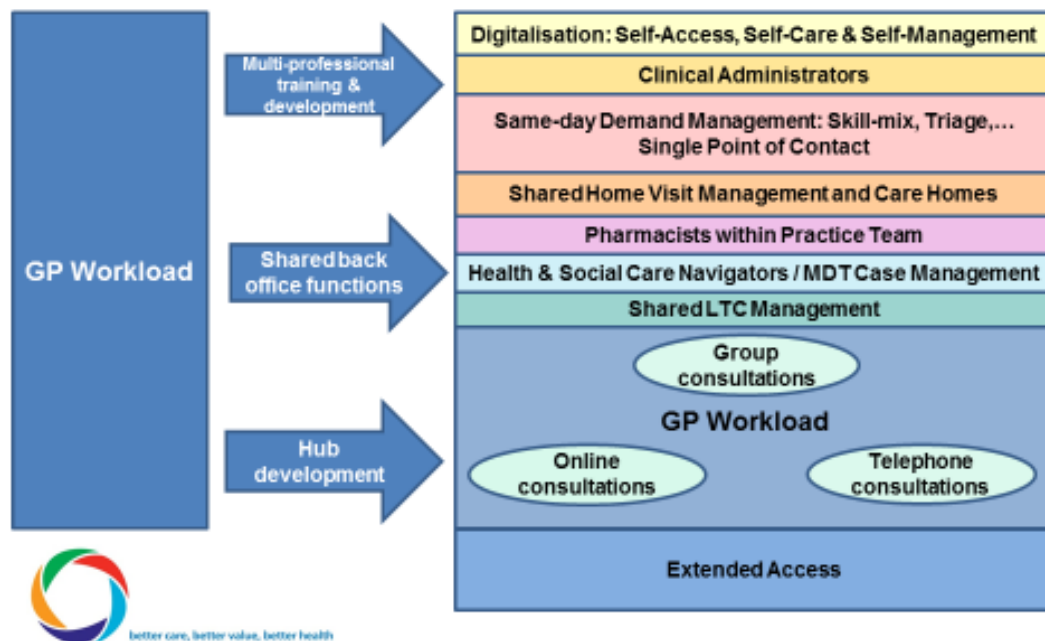 GP Workload
Multi-professional
training &
development
Shared back
office functions
Hub
development
Digitalisation: Self-Access, Self-Care & Self-Management
Clinical Administrators
Same-day Demand Management: Skill-mix, Triage,...
Single Point of Contact
Shared Home Visit Management and Care Homes
Pharmacists within Practice Team
Health & Social Care Navigators / MDT Case Management
Shared LTC Management
Group
consultations
GP Workload
Online
consultations
Telephone
consultations
Extended Access
better care, better value, better health